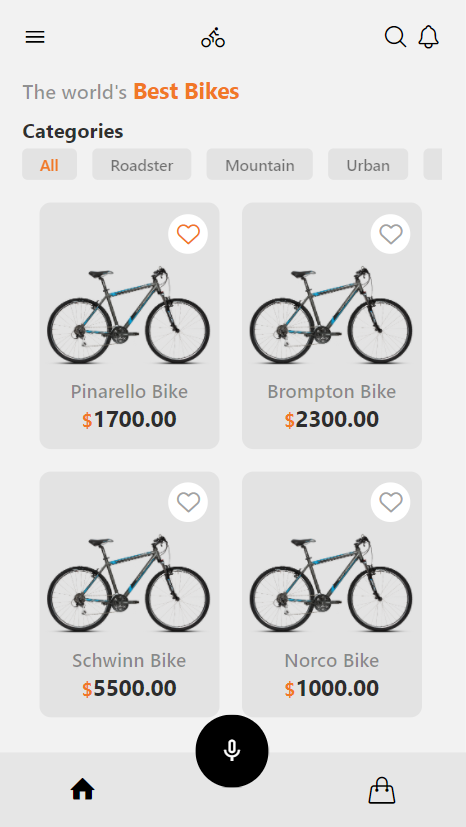 The world's Best Bikes
Categories
All Roadster Mountain Urban
Pinarello Bike Brompton Bike
$1700.00 $2300.00
Schwinn Bike Norco Bike
$5500.00 $1000.00